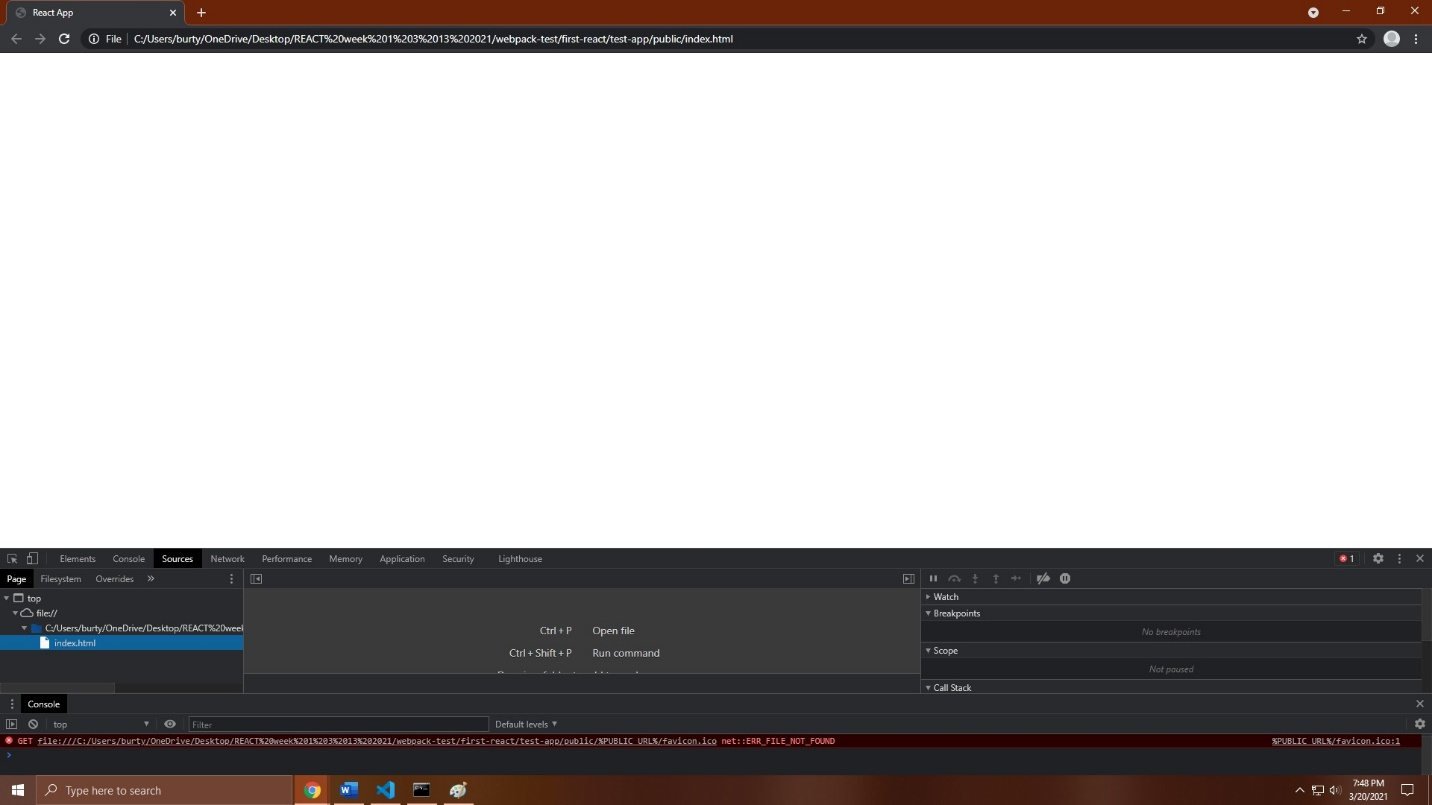 React App
File C:/Users/burty/OneDrive/Desktop/REACT%20week%201%203%2013%202021/webpack-test/first-react/test-app/public/index.html
Elements Console Sources Network Performance Memory Application Security Lighthouse 1
Page Filesystem Overrides »
top
file://
C:/Users/burty/OneDrive/Desktop/REACT%20week
index.html
Ctrl + P Open file
Ctrl + Shift + P Run command
Watch
Breakpoints
No breakpoints
Scope
Not paused
Call Stack
Console
top Filter Default levels
GET file:///C:/Users/burty/OneDrive/Desktop/REACT%20week%201%203%2013%202021/webpack-test/first-react/test-app/public/%PUBLIC_URL%/favicon.ico net::ERR_FILE_NOT_FOUND %PUBLIC_URL%/favicon.ico:1
Type here to search
7:48 PM
3/20/2021